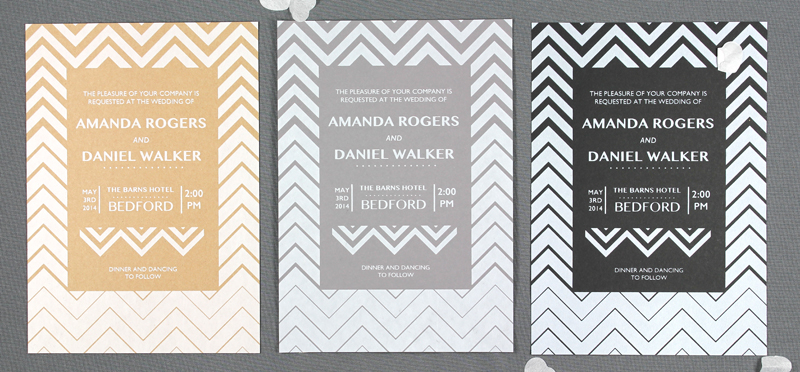 THE PLEASURE OF YOUR COMPANY IS
REQUESTED AT THE WEDDING OF
AMANDA ROGERS
AND
DANIEL WALKER
MAY
3RD
2014
THE BARNS HOTEL
BEDFORD
2:00
PM
DINNER AND DANCING
TO FOLLOW
THE PLEASURE OF YOUR COMPANY IS
REQUESTED AT THE WEDDING OF
AMANDA ROGERS
AND
DANIEL WALKER
MAY
3RD
2014
THE BARNS HOTEL
BEDFORD
2:00
PM
DINNER AND DANCING
TO FOLLOW
THE PLEASURE OF YOUR COMPANY IS
REQUESTED AT THE WEDDING OF
AMANDA ROGERS
AND
DANIEL WALKER
MAY
3RD
2014
THE BARNS HOTEL
BEDFORD
2:00
PM
DINNER AND DANCING
TO FOLLOW